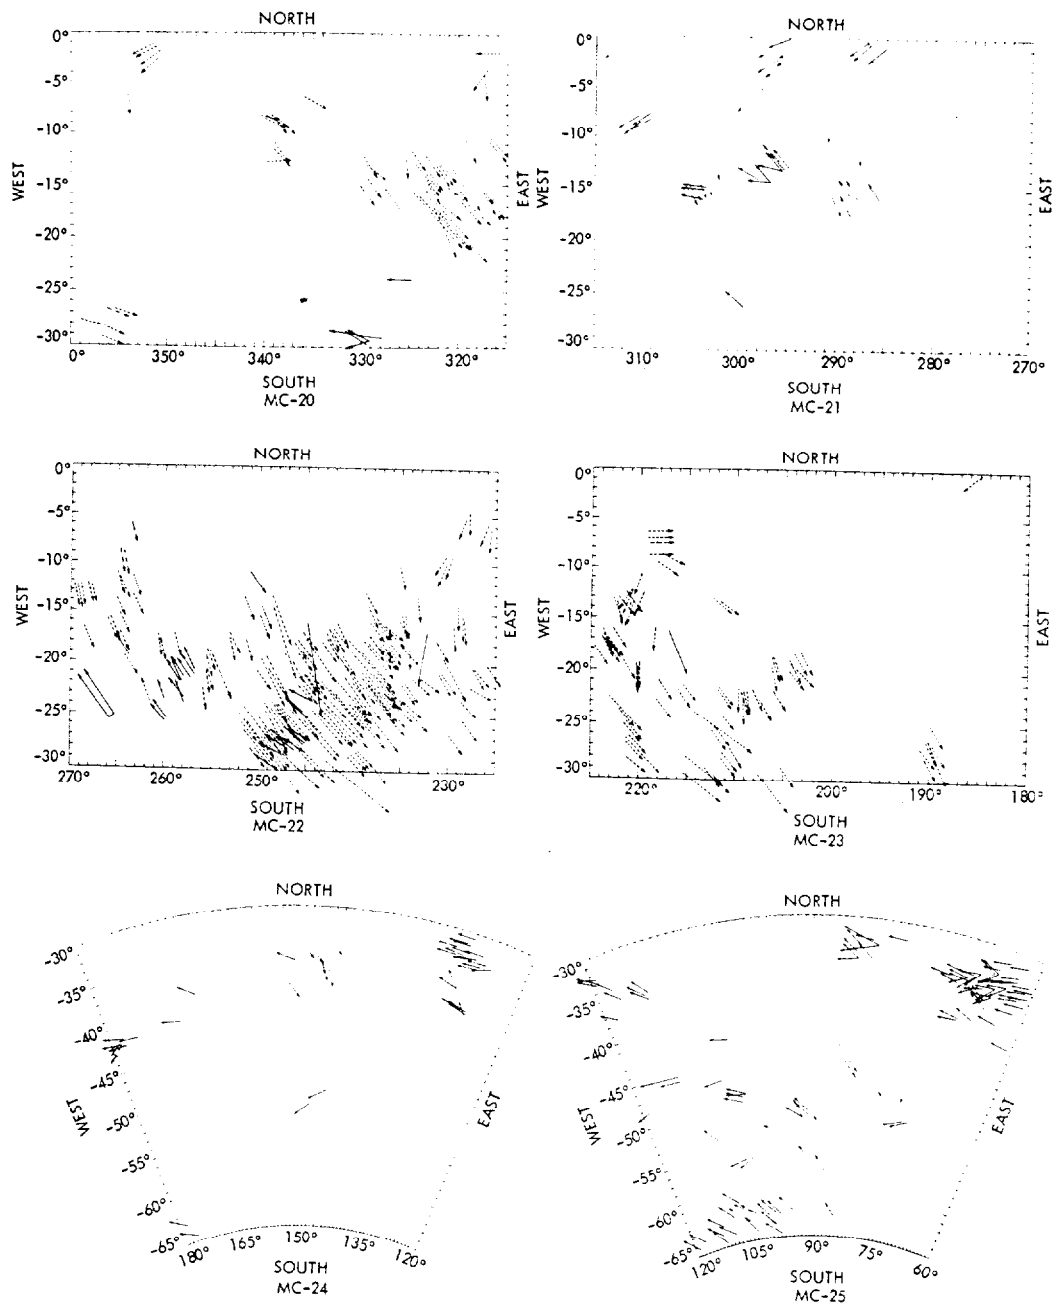 NORTH
0°
-5°
-10°
-15°
-20°
-25°
-30°
WEST
EAST
0° 350° 340° 330° 320°
SOUTH
MC-20
NORTH
0°
-5°
-10°
-15°
-20°
-25°
-30°
WEST
EAST
310° 300° 290° 280° 270°
SOUTH
MC-21
NORTH
0°
-5°
-10°
-15°
-20°
-25°
-30°
WEST
EAST
270° 260° 250° 230°
SOUTH
MC-22
NORTH
0°
-5°
-10°
-15°
-20°
-25°
-30°
WEST
EAST
220° 200° 190° 180°
SOUTH
MC-23
NORTH
-30°
-35°
-40°
-45°
-50°
-55°
-60°
-65°
WEST
EAST
180° 165° 150° 135° 120°
SOUTH
MC-24
NORTH
-30°
-35°
-40°
-45°
-50°
-55°
-60°
-65°
WEST
EAST
120° 105° 90° 75° 60°
SOUTH
MC-25